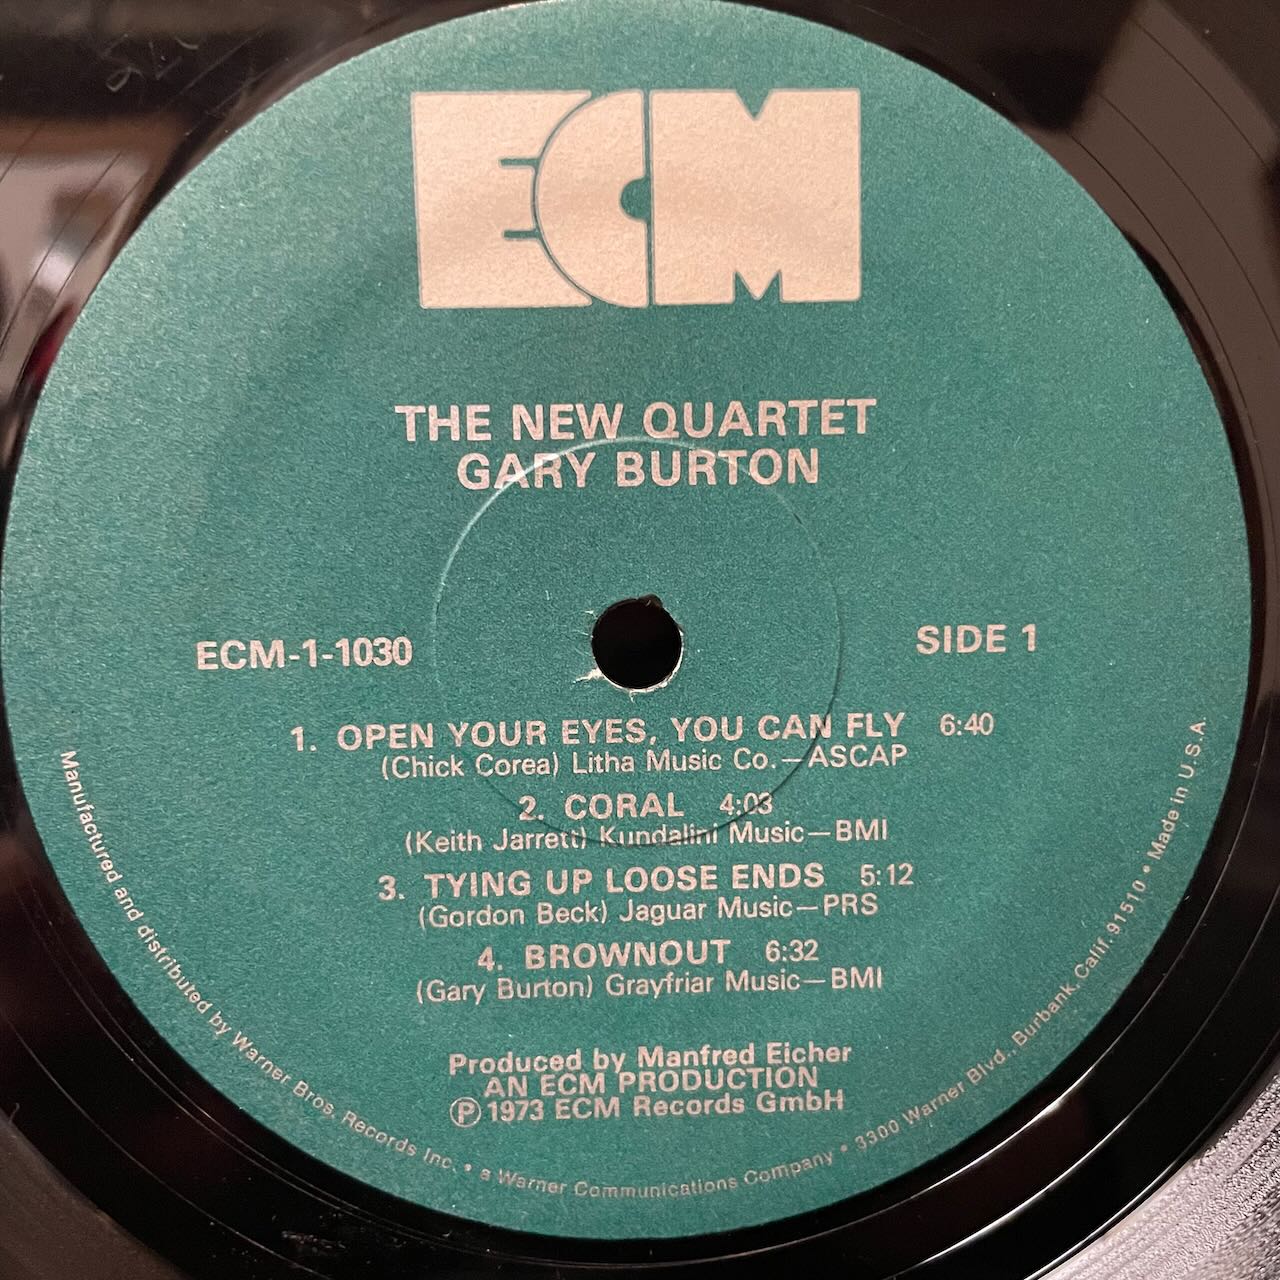 ECM
THE NEW QUARTET
GARY BURTON
ECM-1-1030
SIDE 1
1. OPEN YOUR EYES, YOU CAN FLY 6:40
(Chick Corea) Litha Music Co.—ASCAP
2. CORAL 4:03
(Keith Jarrett) Kundalini Music—BMI
3. TYING UP LOOSE ENDS 5:12
(Gordon Beck) Jaguar Music—PRS
4. BROWNOUT 6:32
(Gary Burton) Grayfriar Music—BMI
Produced by Manfred Eicher
AN ECM PRODUCTION
℗ 1973 ECM Records GmbH
Manufactured and distributed by Warner Bros. Records Inc. • a Warner Communications Company • 3300 Warner Blvd., Burbank, Calif. 91510 • Made in U.S.A.